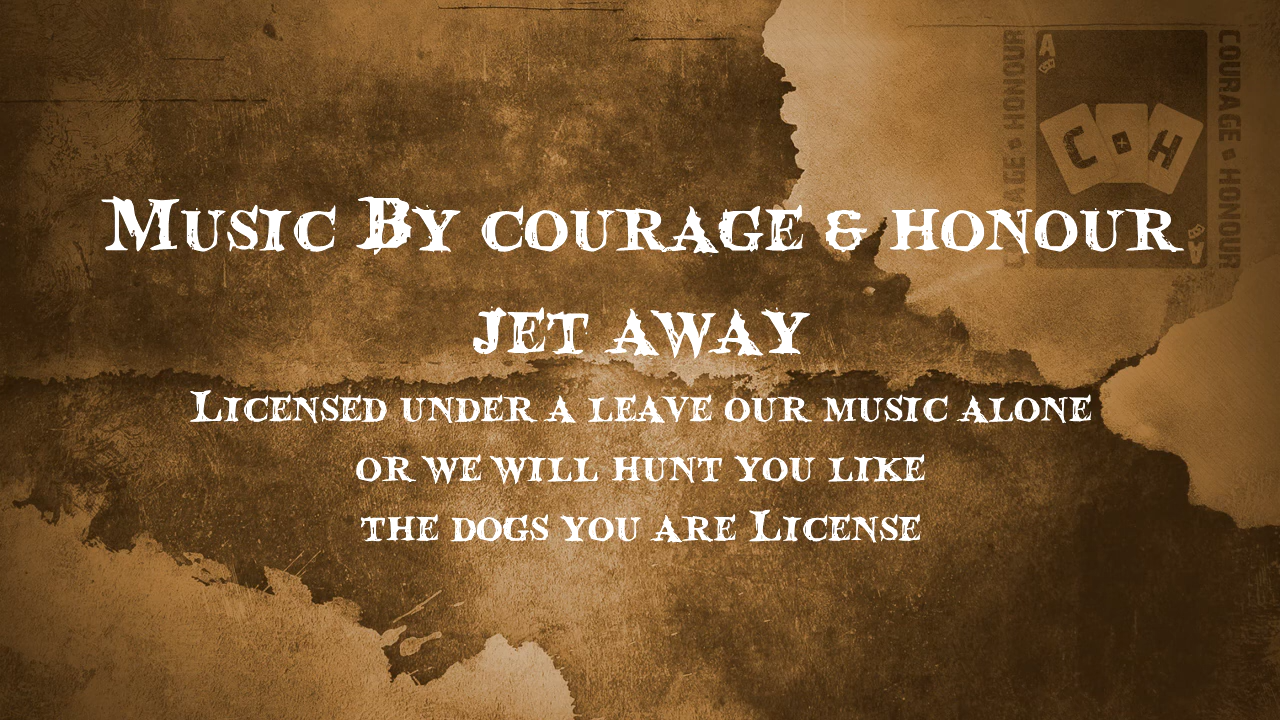 COURAGE • HONOUR
A
COURAGE • HONOUR
C + H
A
Music By COURAGE & HONOUR
JET AWAY
Licensed under a leave our music alone
or we will hunt you like
the dogs you are License